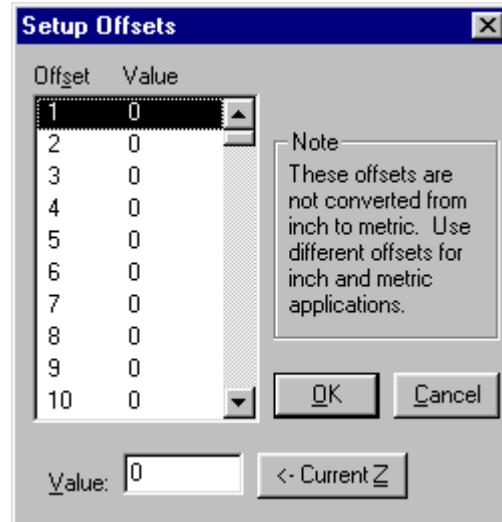 Setup Offsets
Offset Value
1 0
2 0
3 0
4 0
5 0
6 0
7 0
8 0
9 0
10 0
Note
These offsets are
not converted from
inch to metric. Use
different offsets for
inch and metric
applications.
OK Cancel
Value: 0 <- Current Z